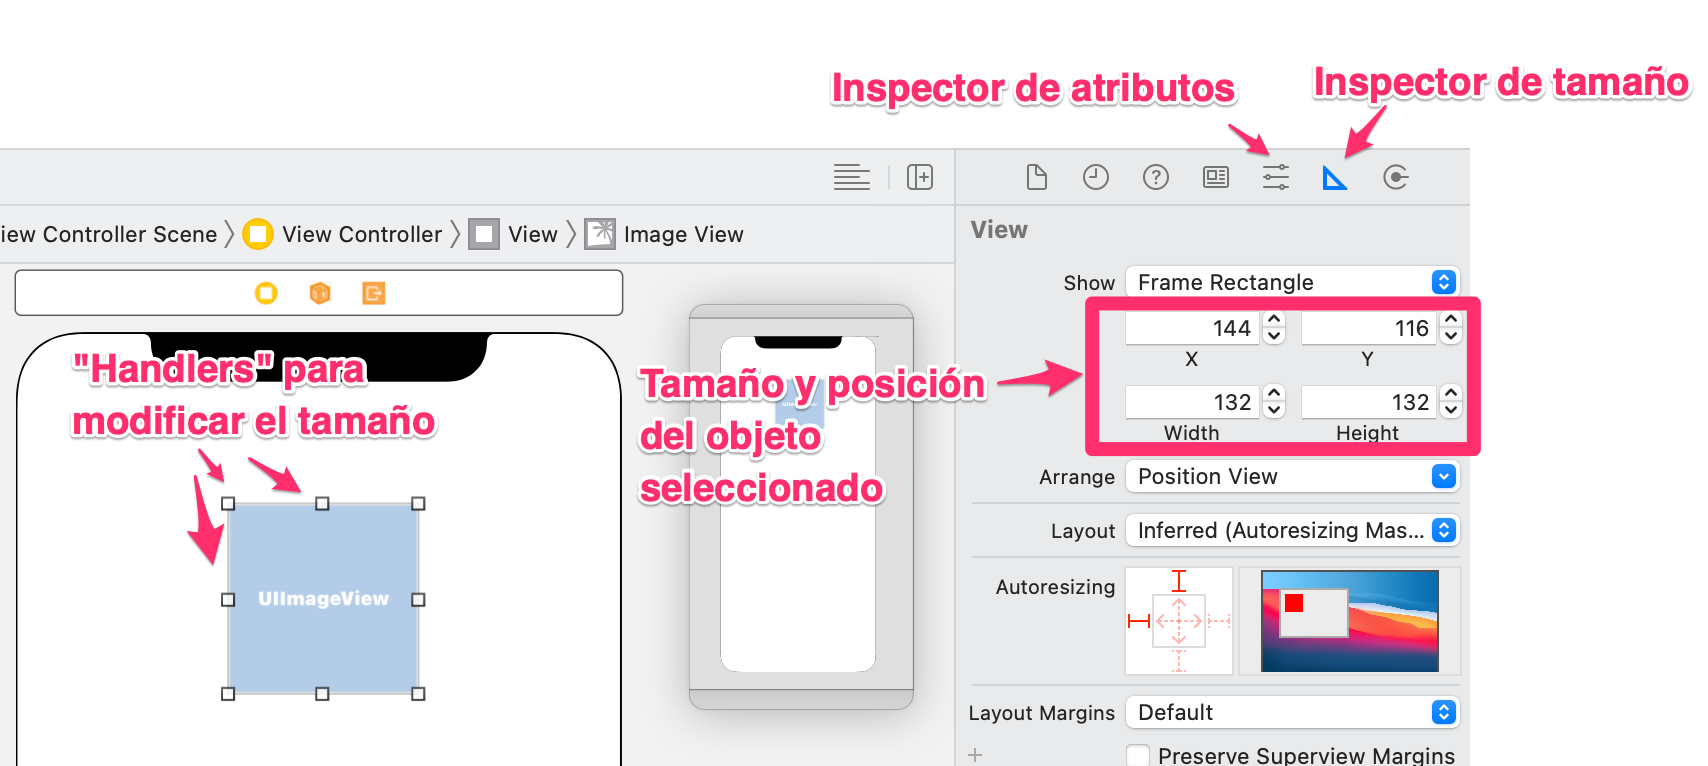 Inspector de atributos
Inspector de tamaño
iew Controller Scene
View Controller
View
Image View
View
Show
Frame Rectangle
144
116
X
Y
132
132
Width
Height
"Handlers" para
modificar el tamaño
Tamaño y posición
del objeto
seleccionado
UIImageView
Arrange
Position View
Layout
Inferred (Autoresizing Mas...
Autoresizing
Layout Margins
Default
Preserve Superview Margins